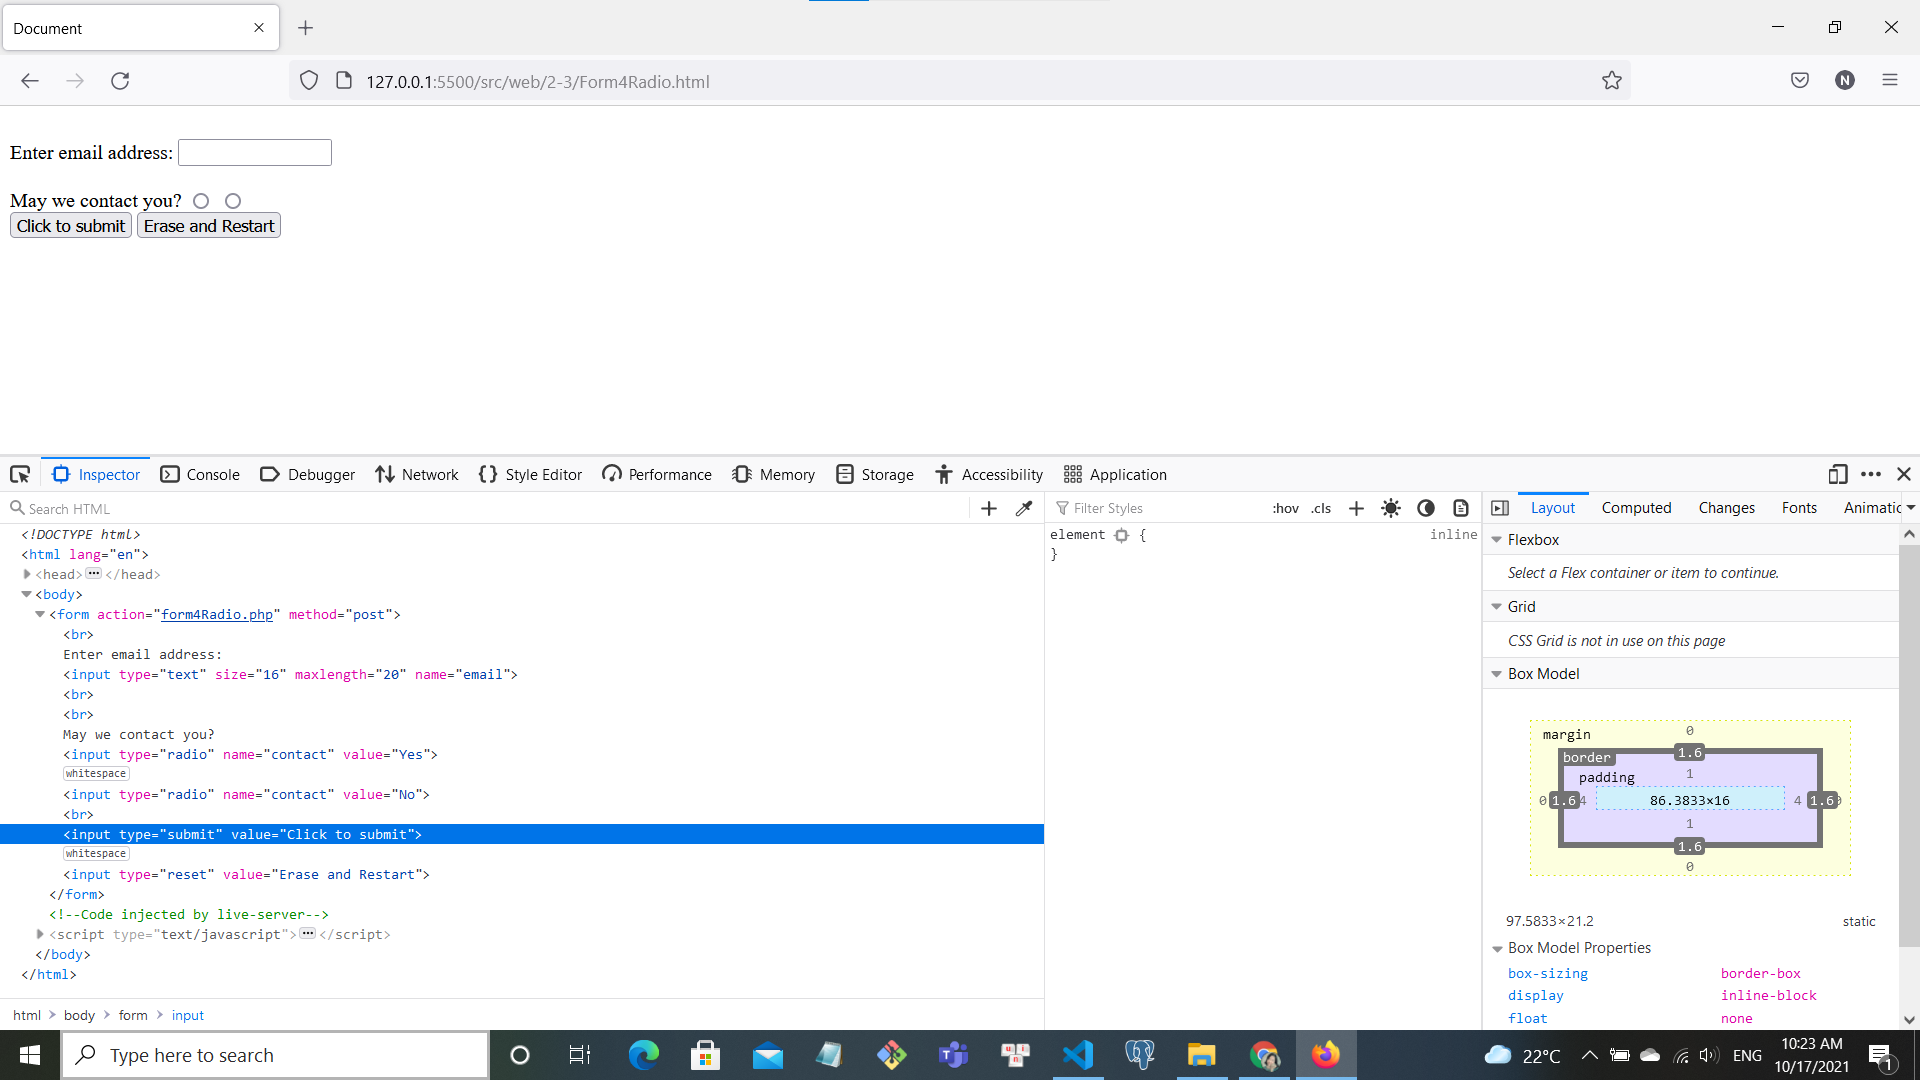 Document
127.0.0.1:5500/src/web/2-3/Form4Radio.html
N
Enter email address:
May we contact you?
Click to submit Erase and Restart
Inspector Console Debugger Network Style Editor Performance Memory Storage Accessibility Application
Search HTML
<!DOCTYPE html>
<html lang="en">
<head>…</head>
<body>
<form action="form4Radio.php" method="post">
<br>
Enter email address:
<input type="text" size="16" maxlength="20" name="email">
<br>
<br>
May we contact you?
<input type="radio" name="contact" value="Yes">
whitespace
<input type="radio" name="contact" value="No">
<br>
<input type="submit" value="Click to submit">
whitespace
<input type="reset" value="Erase and Restart">
</form>
<!--Code injected by live-server-->
<script type="text/javascript">…</script>
</body>
</html>
html > body > form > input
Filter Styles :hov .cls
element {
inline
}
Layout Computed Changes Fonts Animatic
Flexbox
Select a Flex container or item to continue.
Grid
CSS Grid is not in use on this page
Box Model
margin 0
border 1.6
padding 1
0 1.6 4 86.3833×16 4 1.6 0
1
1.6
0
97.5833×21.2 static
Box Model Properties
box-sizing border-box
display inline-block
float none
Type here to search
22°C ENG
10:23 AM
10/17/2021
1